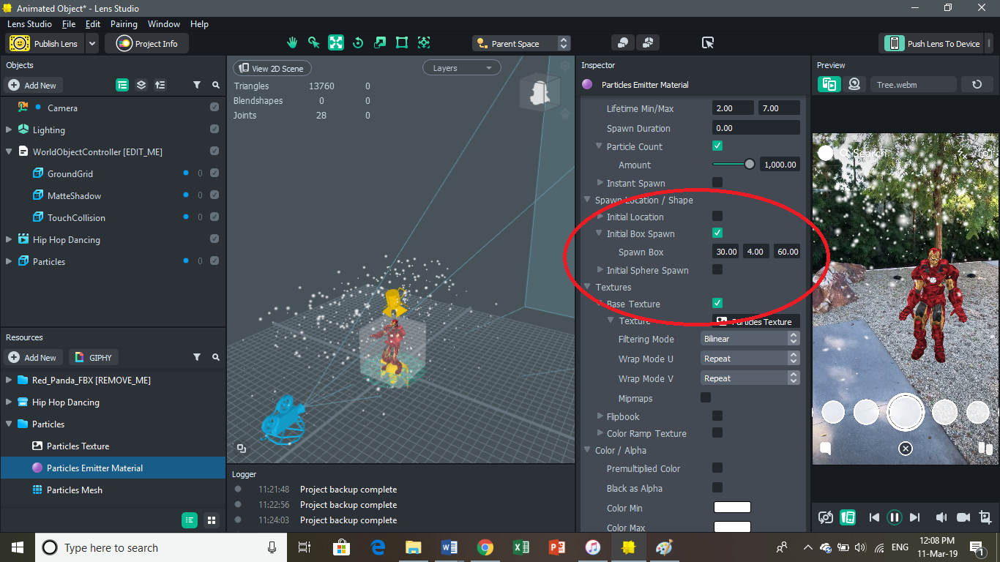 Animated Object* - Lens Studio
Lens Studio File Edit Pairing Window Help
Publish Lens Project Info Parent Space Push Lens To Device
Objects
Add New
Camera
Lighting
WorldObjectController [EDIT_ME]
GroundGrid 0
MatteShadow 0
TouchCollision 0
Hip Hop Dancing
Particles 0
Resources
Add New GIPHY
Red_Panda_FBX [REMOVE_ME]
Hip Hop Dancing
Particles
Particles Texture
Particles Emitter Material
Particles Mesh
View 2D Scene Layers
Triangles 13760 0
Blendshapes 0 0
Joints 28 0
Logger
11:21:48 Project backup complete
11:22:56 Project backup complete
11:24:03 Project backup complete
Inspector
Particles Emitter Material
Lifetime Min/Max 2.00 7.00
Spawn Duration 0.00
Particle Count
Amount 1,000.00
Instant Spawn
Spawn Location / Shape
Initial Location
Initial Box Spawn
Spawn Box 30.00 4.00 60.00
Initial Sphere Spawn
Textures
Base Texture
Texture Particles Texture
Filtering Mode Bilinear
Wrap Mode U Repeat
Wrap Mode V Repeat
Mipmaps
Flipbook
Color Ramp Texture
Color / Alpha
Premultiplied Color
Black as Alpha
Color Min
Color Max
Preview
Tree.webm
Search
Type here to search
ENG
12:08 PM
11-Mar-19
1